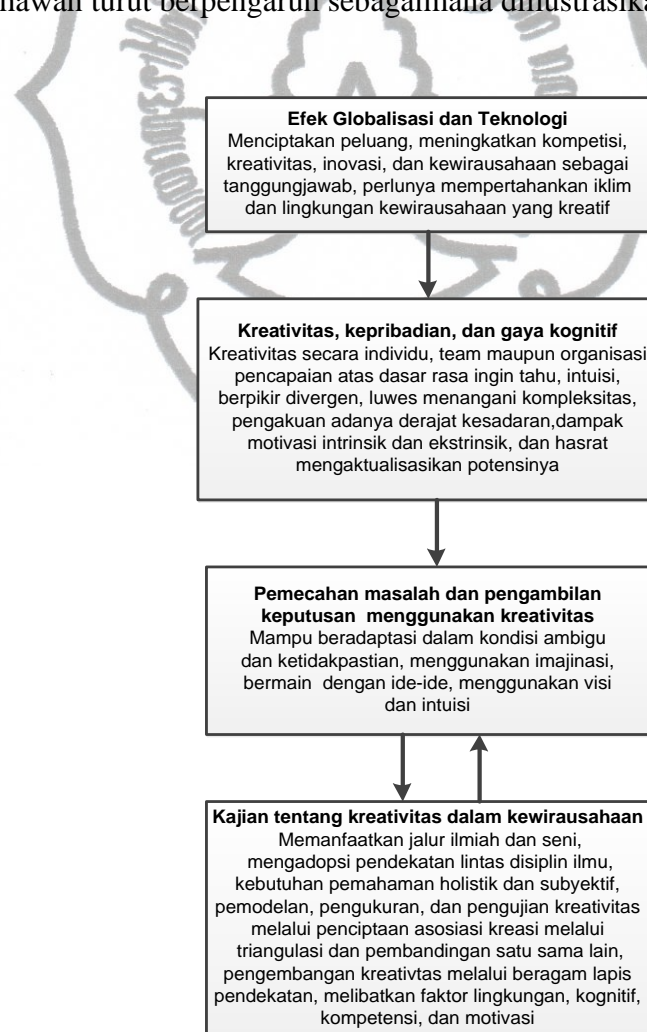 turut berpengaruh sebagaimana diilustrasika
Efek Globalisasi dan Teknologi
Menciptakan peluang, meningkatkan kompetisi,
kreativitas, inovasi, dan kewirausahaan sebagai
tanggungjawab, perlunya mempertahankan iklim
dan lingkungan kewirausahaan yang kreatif
Kreativitas, kepribadian, dan gaya kognitif
Kreativitas secara individu, team maupun organisasi
pencapaian atas dasar rasa ingin tahu, intuisi,
berpikir divergen, luwes menangani kompleksitas,
pengakuan adanya derajat kesadaran,dampak
motivasi intrinsik dan ekstrinsik, dan hasrat
mengaktualisasikan potensinya
Pemecahan masalah dan pengambilan
keputusan menggunakan kreativitas
Mampu beradaptasi dalam kondisi ambigu
dan ketidakpastian, menggunakan imajinasi,
bermain dengan ide-ide, menggunakan visi
dan intuisi
Kajian tentang kreativitas dalam kewirausahaan
Memanfaatkan jalur ilmiah dan seni,
mengadopsi pendekatan lintas disiplin ilmu,
kebutuhan pemahaman holistik dan subyektif,
pemodelan, pengukuran, dan pengujian kreativitas
melalui penciptaan asosiasi kreasi melalui
triangulasi dan pembandingan satu sama lain,
pengembangan kreativtas melalui beragam lapis
pendekatan, melibatkan faktor lingkungan, kognitif,
kompetensi, dan motivasi